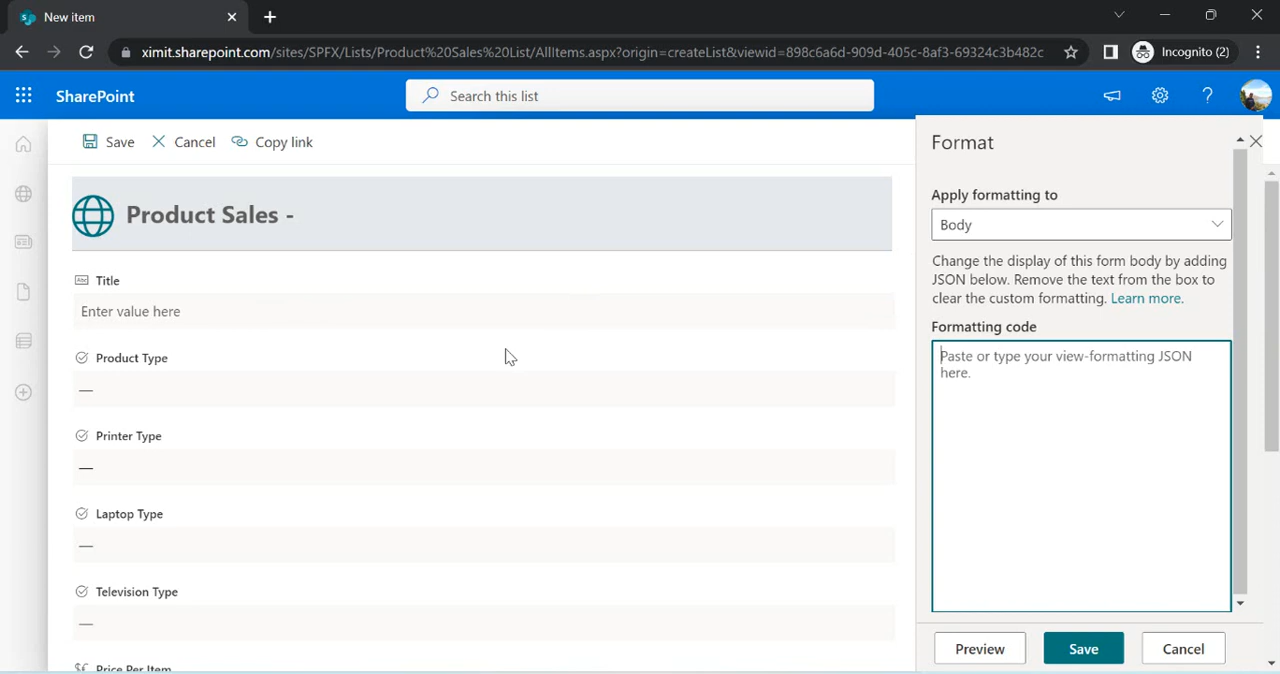 New item
ximit.sharepoint.com/sites/SPFX/Lists/Product%20Sales%20List/AllItems.aspx?origin=createList&viewid=898c6a6d-909d-405c-8af3-69324c3b482c
Incognito (2)
SharePoint
Search this list
Save
Cancel
Copy link
Product Sales -
Title
Enter value here
Product Type
—
Printer Type
—
Laptop Type
—
Television Type
—
Price Per Item
Format
Apply formatting to
Body
Change the display of this form body by adding
JSON below. Remove the text from the box to
clear the custom formatting. Learn more.
Formatting code
Paste or type your view-formatting JSON
here.
Preview
Save
Cancel